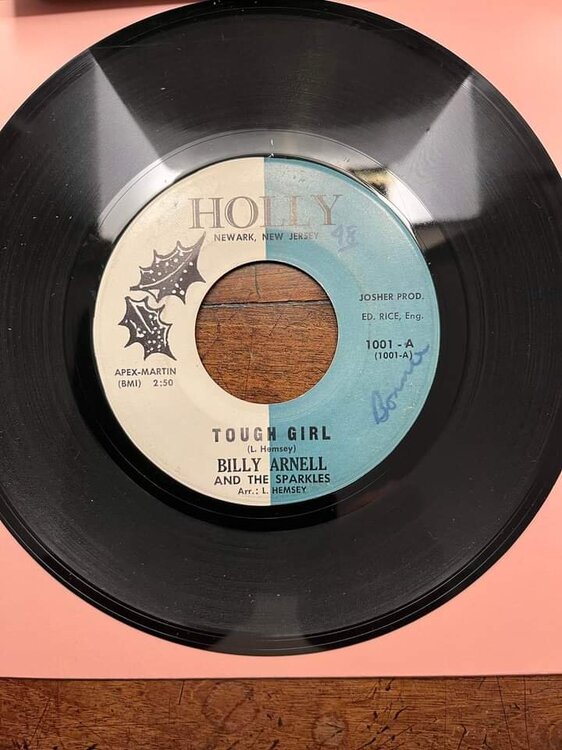 HOLLY
NEWARK, NEW JERSEY
98
JOSHER PROD.
ED. RICE, Eng.
1001 - A
(1001-A)
APEX-MARTIN
(BMI) 2:50
Bonnie
TOUGH GIRL
(L. Hemsey)
BILLY ARNELL
AND THE SPARKLES
Arr.: L. HEMSEY